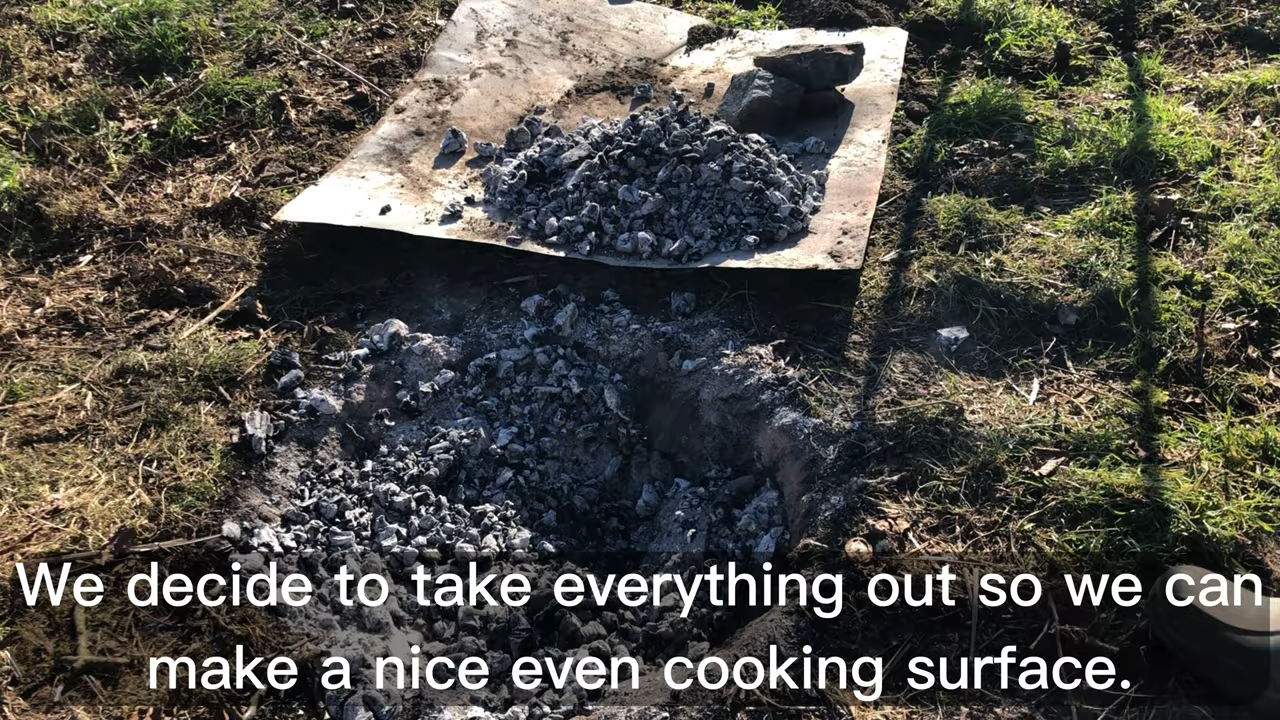 We decide to take everything out so we can
make a nice even cooking surface.